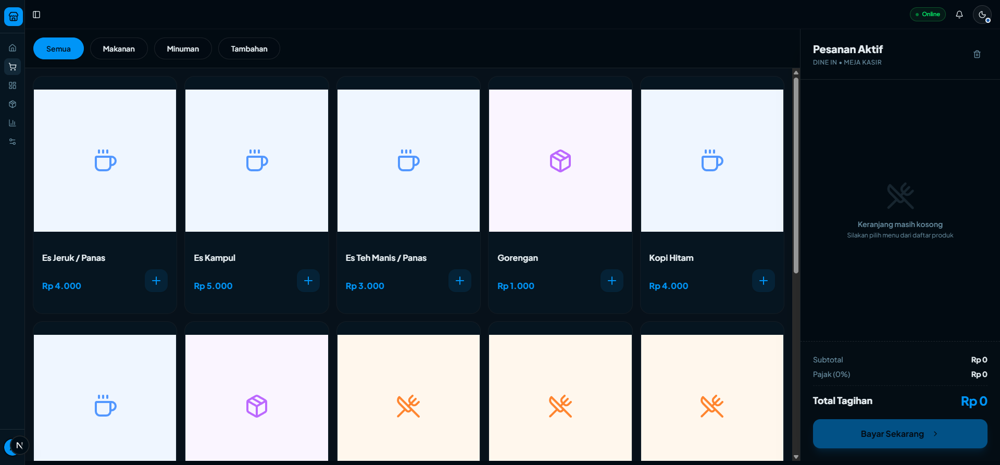 Online
Semua
Makanan
Minuman
Tambahan
Pesanan Aktif
DINE IN • MEJA KASIR
Es Jeruk / Panas
Rp 4.000
Es Kampul
Rp 5.000
Es Teh Manis / Panas
Rp 3.000
Gorengan
Rp 1.000
Kopi Hitam
Rp 4.000
Keranjang masih kosong
Silakan pilih menu dari daftar produk
Subtotal
Rp 0
Pajak (0%)
Rp 0
Total Tagihan
Rp 0
Bayar Sekarang
N